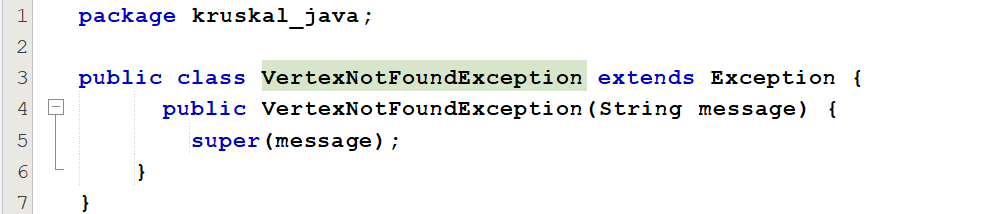 1 package kruskal_java;
2
3 public class VertexNotFoundException extends Exception {
4 public VertexNotFoundException(String message) {
5 super(message);
6 }
7 }